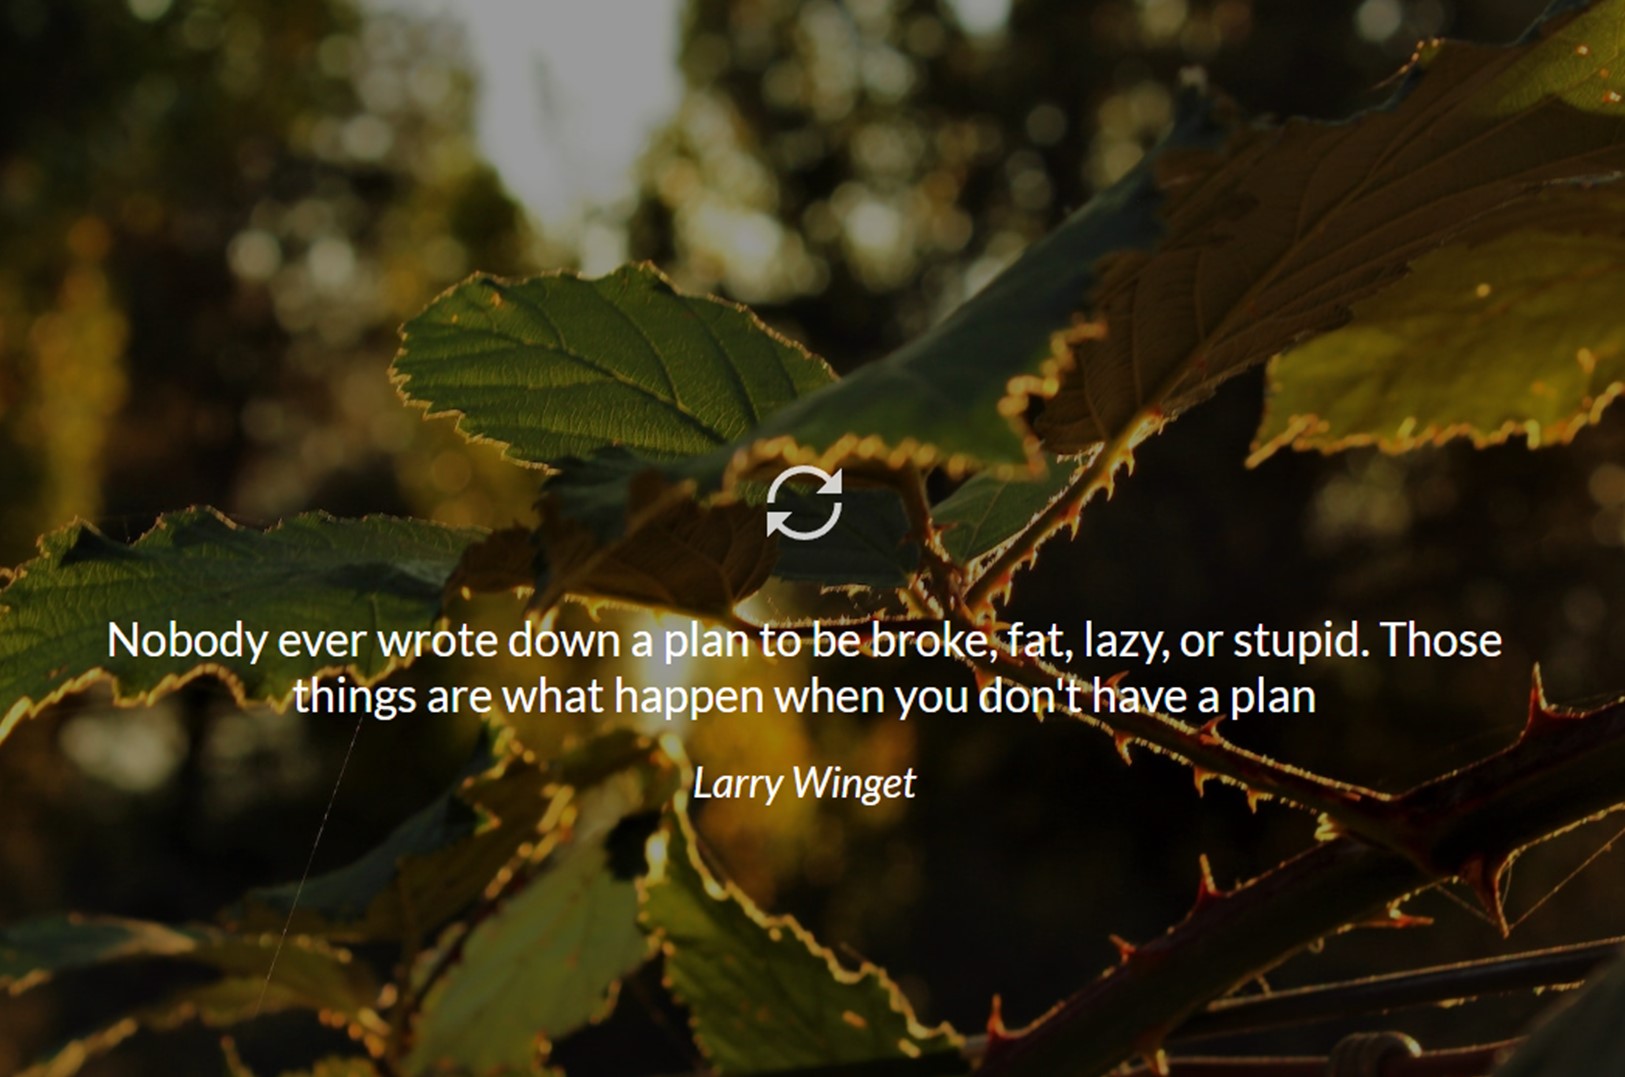 Nobody ever wrote down a plan to be broke, fat, lazy, or stupid. Those
things are what happen when you don't have a plan
Larry Winget